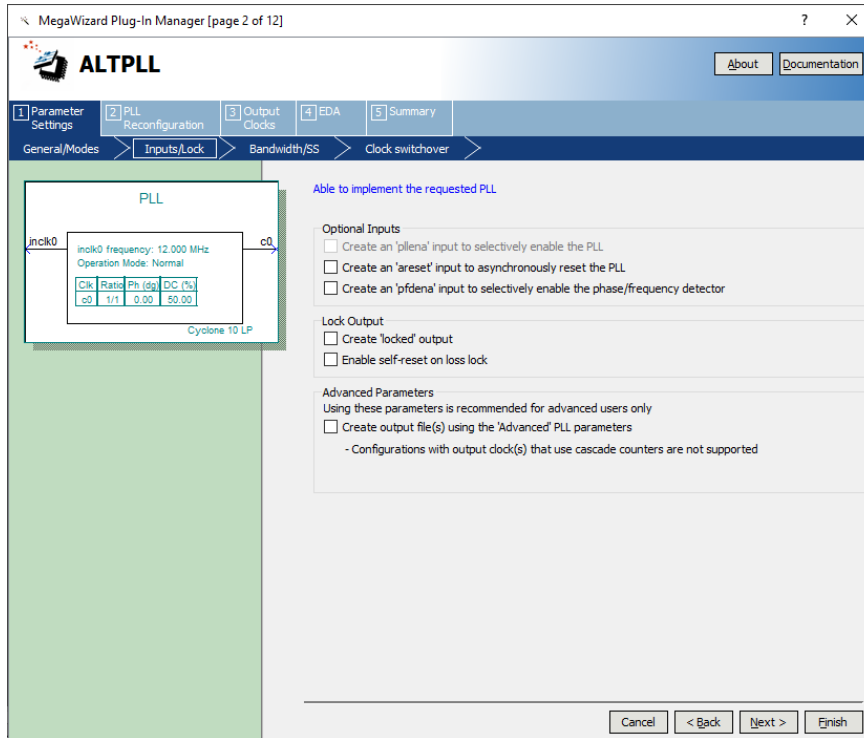 MegaWizard Plug-In Manager [page 2 of 12]
? X
ALTPLL
About Documentation
1 Parameter Settings
2 PLL Reconfiguration
3 Output Clocks
4 EDA
5 Summary
General/Modes Inputs/Lock Bandwidth/SS Clock switchover
PLL
inclk0 c0
inclk0 frequency: 12.000 MHz
Operation Mode: Normal
Clk Ratio Ph (dg) DC (%)
c0 1/1 0.00 50.00
Cyclone 10 LP
Able to implement the requested PLL
Optional Inputs
Create an 'pllena' input to selectively enable the PLL
Create an 'areset' input to asynchronously reset the PLL
Create an 'pfdena' input to selectively enable the phase/frequency detector
Lock Output
Create 'locked' output
Enable self-reset on loss lock
Advanced Parameters
Using these parameters is recommended for advanced users only
Create output file(s) using the 'Advanced' PLL parameters
- Configurations with output clock(s) that use cascade counters are not supported
Cancel < Back Next > Finish